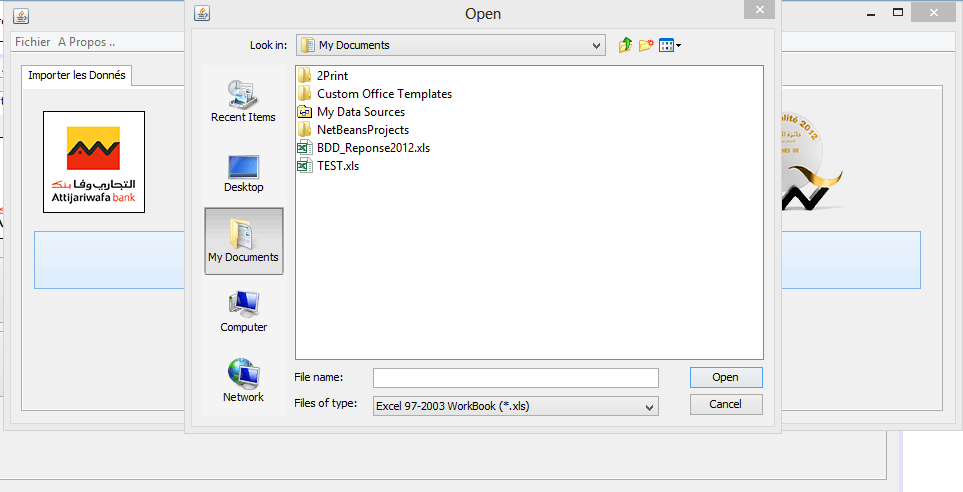 Open
Fichier A Propos ..
Importer les Donnés
التجاري وفا بنك
Attijariwafa bank
Look in:
My Documents
Recent Items
Desktop
My Documents
Computer
Network
2Print
Custom Office Templates
My Data Sources
NetBeansProjects
BDD_Reponse2012.xls
TEST.xls
File name:
Open
Files of type:
Excel 97-2003 WorkBook (*.xls)
Cancel
alité 2012